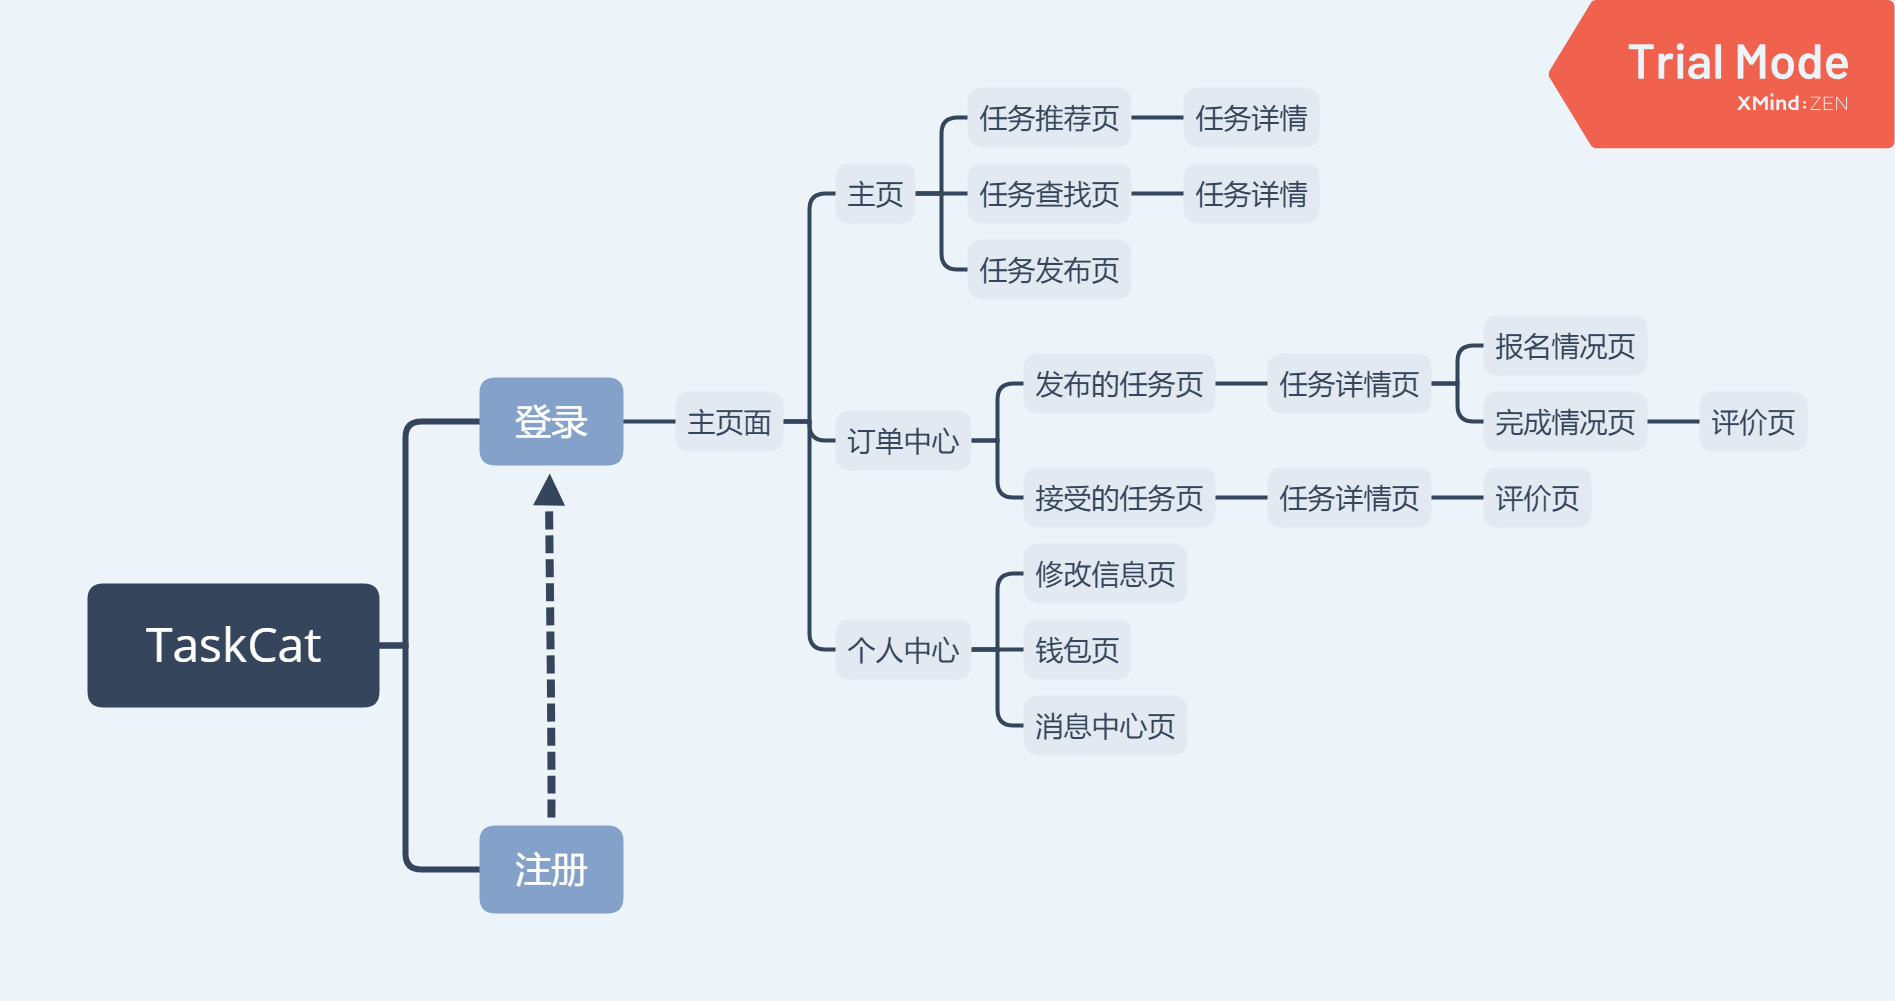 Trial Mode
XMind:ZEN
任务推荐页
任务详情
主页
任务查找页
任务详情
任务发布页
报名情况页
发布的任务页
任务详情页
登录
主页面
完成情况页
评价页
订单中心
接受的任务页
任务详情页
评价页
修改信息页
TaskCat
个人中心
钱包页
消息中心页
注册